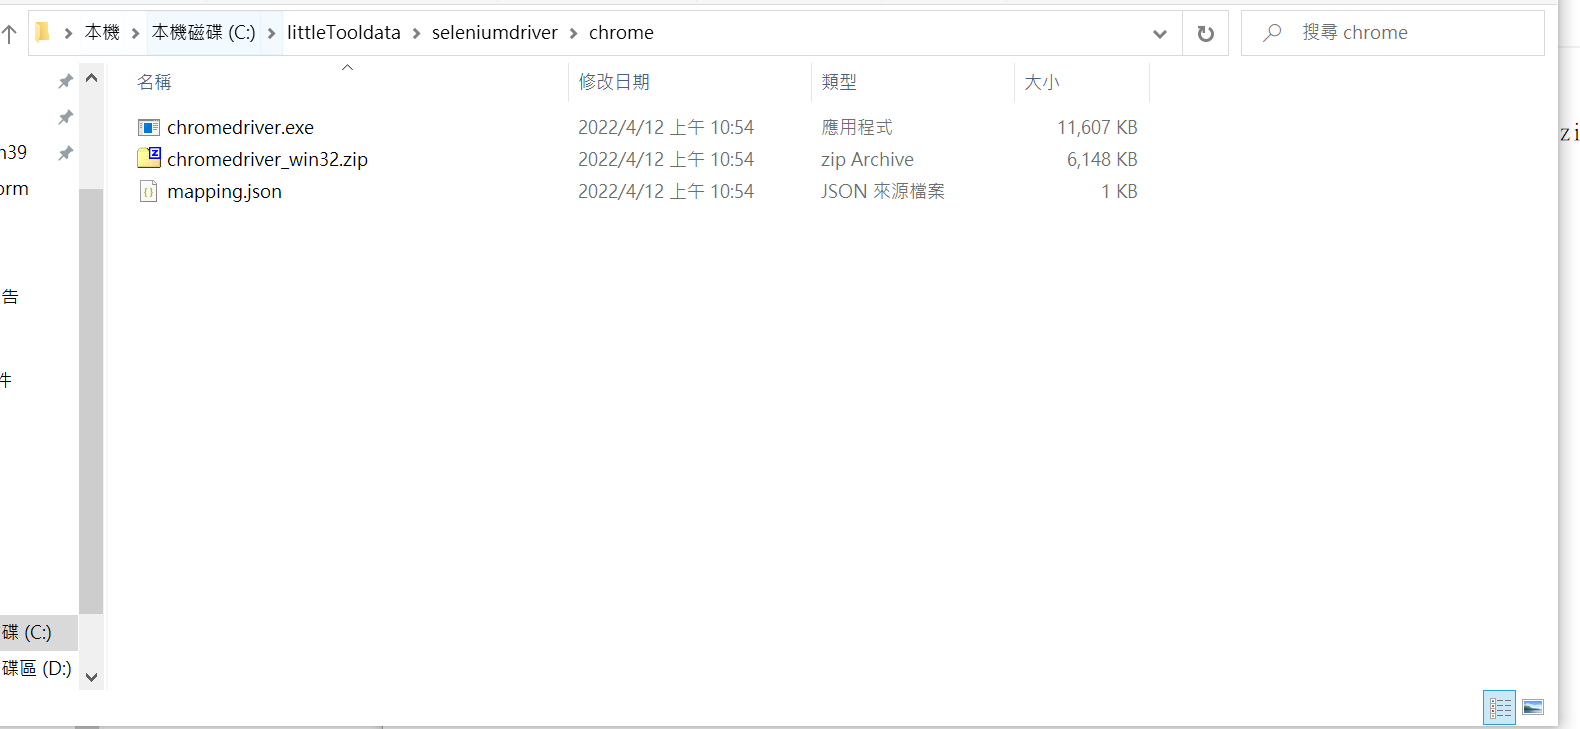 本機 本機磁碟 (C:) littleTooldata seleniumdriver chrome 搜尋 chrome
名稱 修改日期 類型 大小
chromedriver.exe 2022/4/12 上午 10:54 應用程式 11,607 KB
chromedriver_win32.zip 2022/4/12 上午 10:54 zip Archive 6,148 KB
mapping.json 2022/4/12 上午 10:54 JSON 來源檔案 1 KB
zi
n39
orm
告
件
碟 (C:)
碟區 (D:)